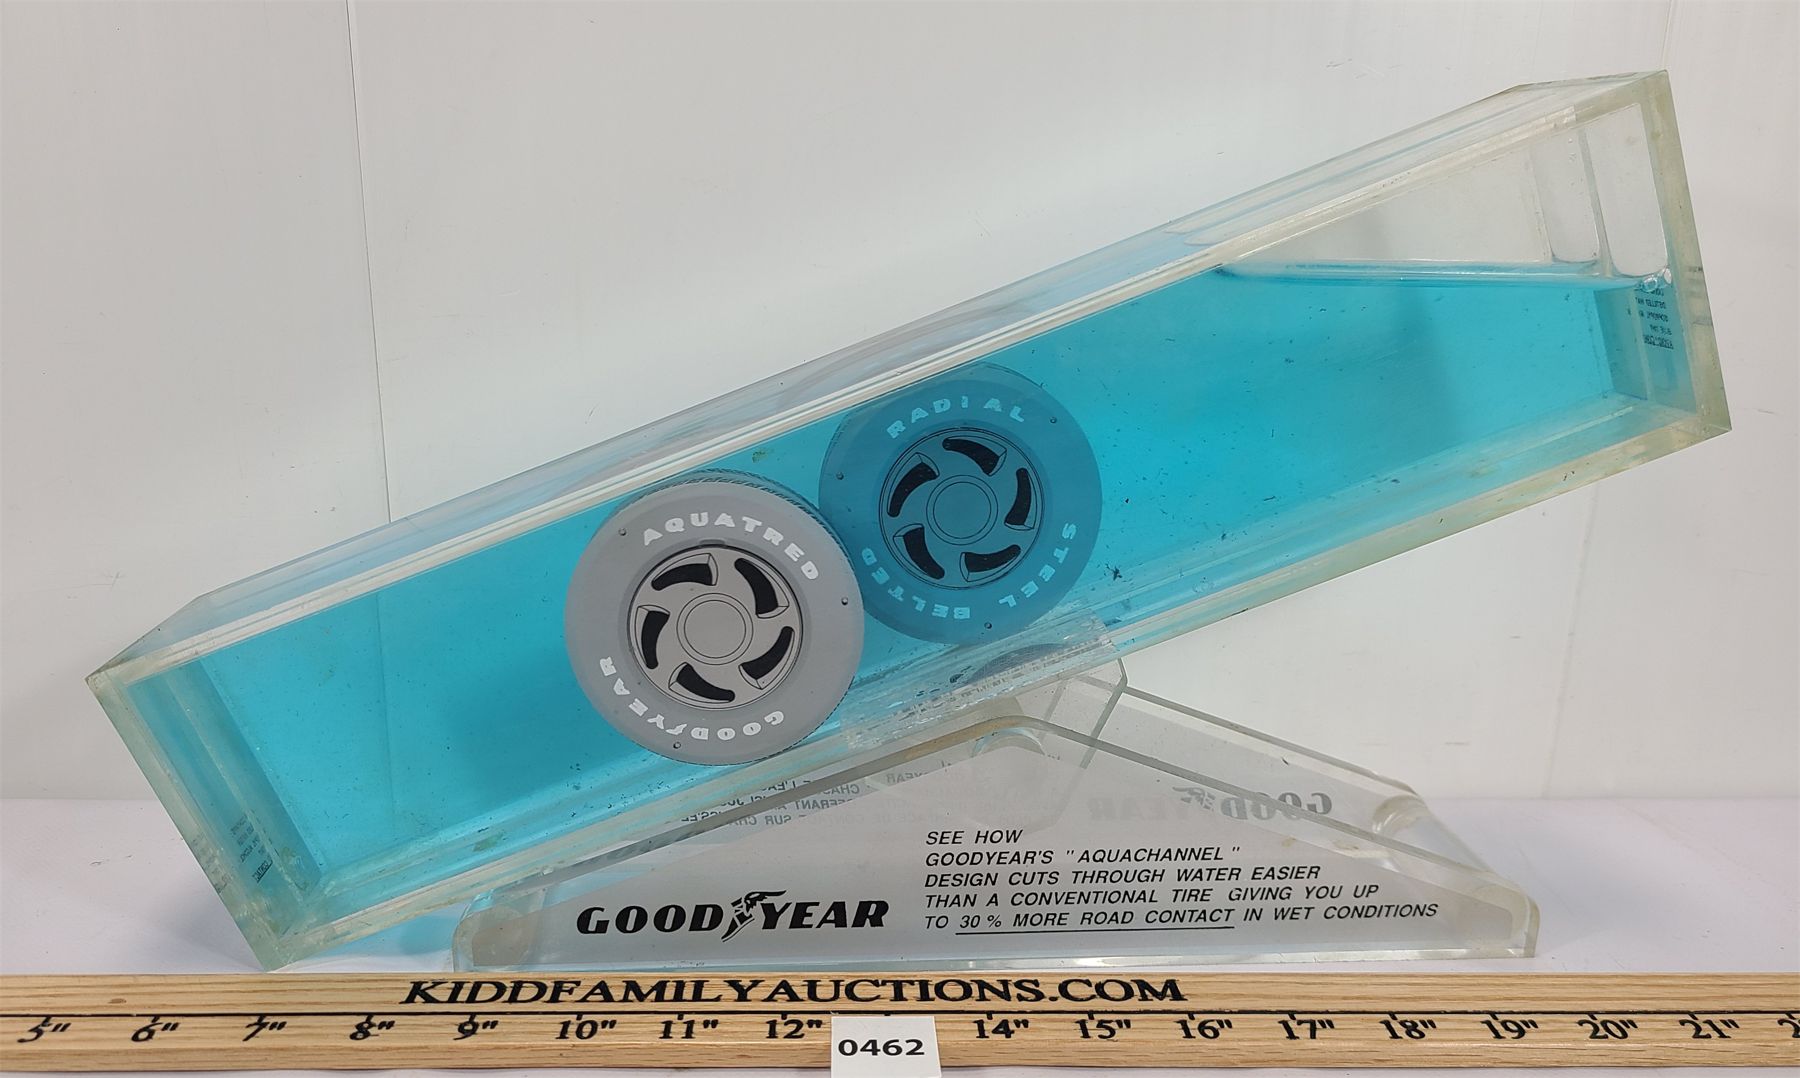 RADIAL
STEEL BELTED
AQUATRED
GOODYEAR
GOODYEAR
SEE HOW
GOODYEAR'S "AQUACHANNEL"
DESIGN CUTS THROUGH WATER EASIER
THAN A CONVENTIONAL TIRE GIVING YOU UP
TO 30% MORE ROAD CONTACT IN WET CONDITIONS
GOODYEAR
KIDDFAMILYAUCTIONS.COM
5" 6" 7" 8" 9" 10" 11" 12" 14" 15" 16" 17" 18" 19" 20" 21"
0462